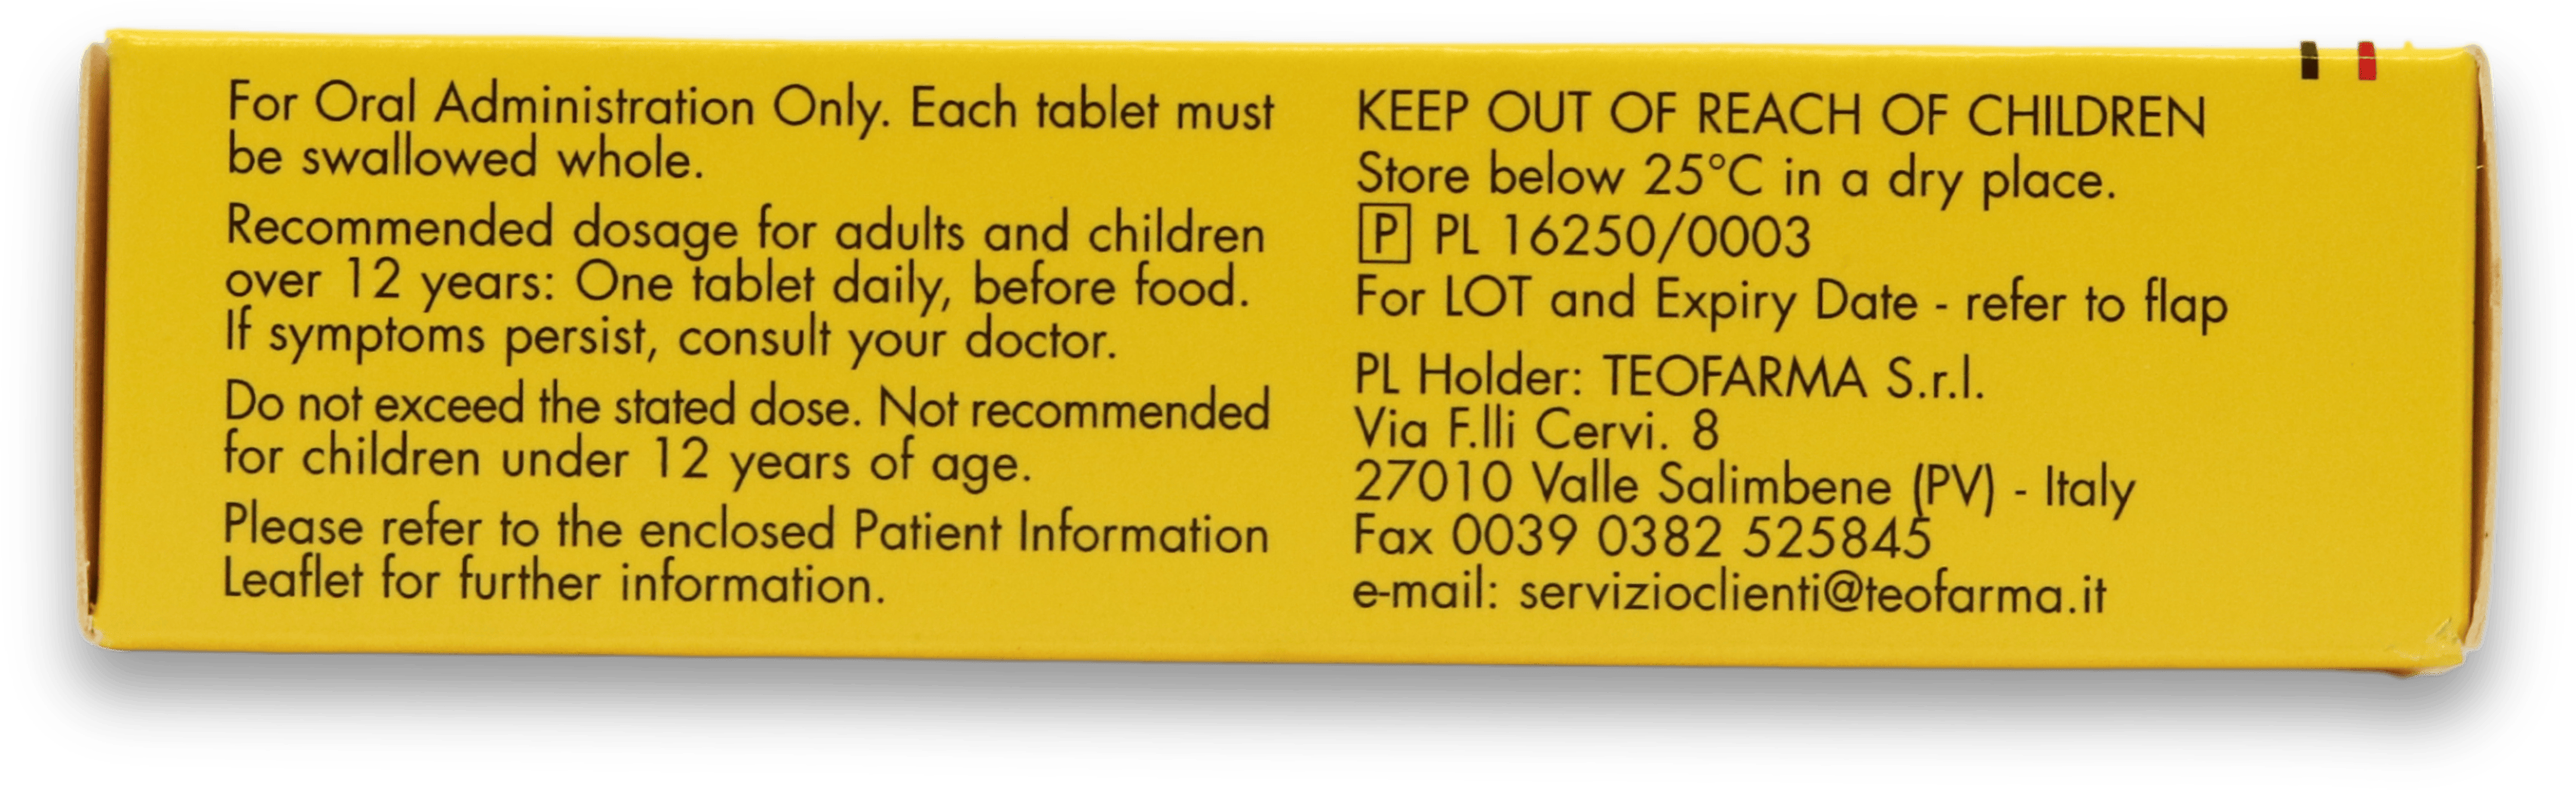 For Oral Administration Only. Each tablet must
be swallowed whole.
Recommended dosage for adults and children
over 12 years: One tablet daily, before food.
If symptoms persist, consult your doctor.
Do not exceed the stated dose. Not recommended
for children under 12 years of age.
Please refer to the enclosed Patient Information
Leaflet for further information.
KEEP OUT OF REACH OF CHILDREN
Store below 25°C in a dry place.
P PL 16250/0003
For LOT and Expiry Date - refer to flap
PL Holder: TEOFARMA S.r.l.
Via F.lli Cervi. 8
27010 Valle Salimbene (PV) - Italy
Fax 0039 0382 525845
e-mail: servizioclienti@teofarma.it